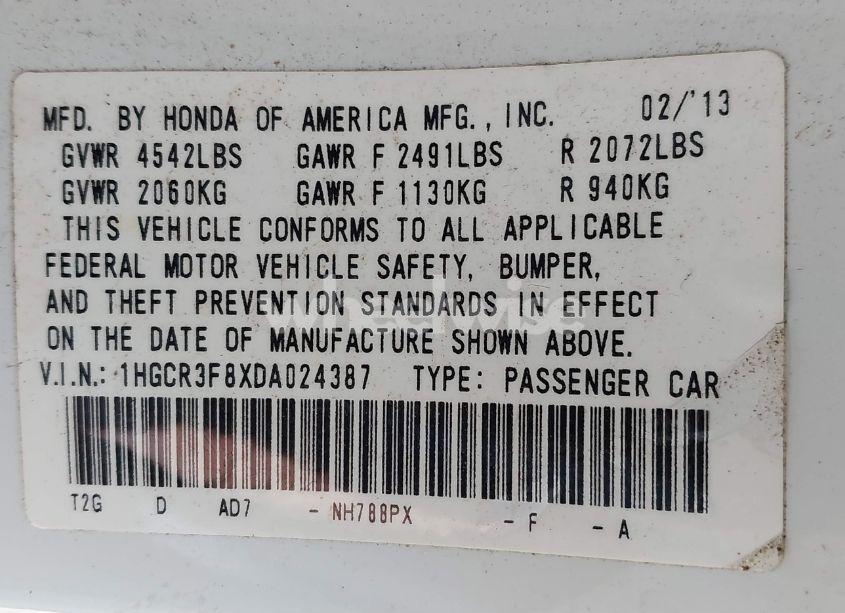 MFD. BY HONDA OF AMERICA MFG., INC. 02/'13
GVWR 4542LBS GAWR F 2491LBS R 2072LBS
GVWR 2060KG GAWR F 1130KG R 940KG
THIS VEHICLE CONFORMS TO ALL APPLICABLE
FEDERAL MOTOR VEHICLE SAFETY, BUMPER,
AND THEFT PREVENTION STANDARDS IN EFFECT
ON THE DATE OF MANUFACTURE SHOWN ABOVE.
V.I.N.: 1HGCR3F8XDA024387 TYPE: PASSENGER CAR
T2G D AD7 - NH788PX - F - A